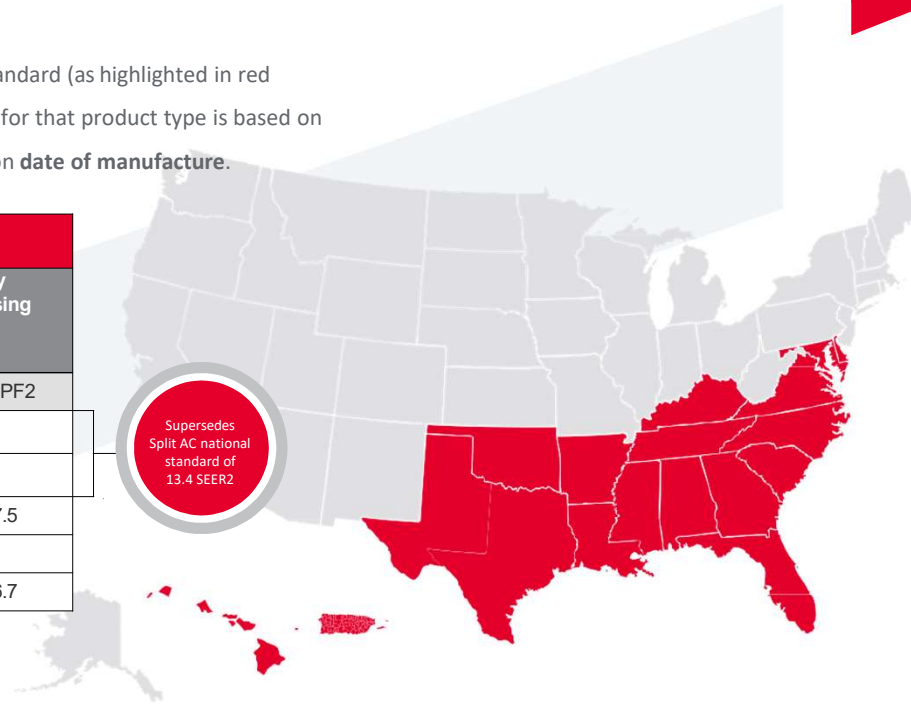 andard (as highlighted in red
for that product type is based on
on date of manufacture.
sing
PF2
7.5
6.7
Supersedes
Split AC national
standard of
13.4 SEER2